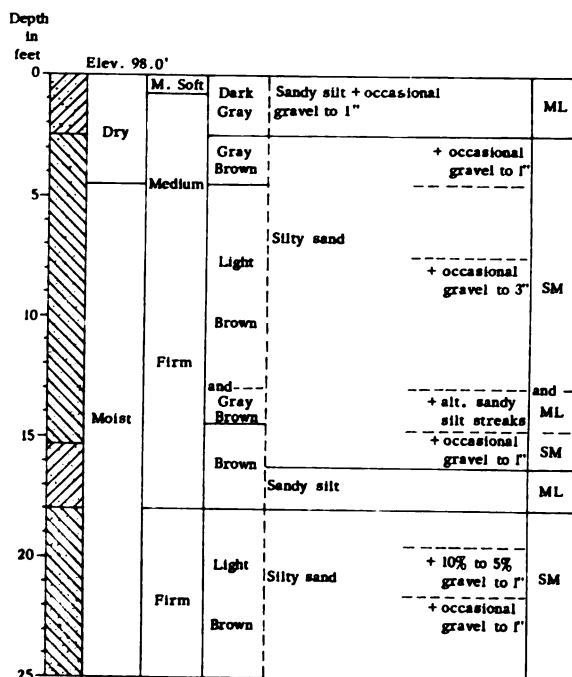 Depth
in
feet
Elev. 98.0'
0
M. Soft
Dark
Gray
Sandy silt + occasional
gravel to 1"
ML
Dry
Gray
Brown
+ occasional
gravel to 1"
Medium
5
Silty sand
Light
+ occasional
gravel to 3"
SM
10
Brown
Firm
and
and
Gray
Brown
+ alt. sandy
silt streaks
ML
Moist
15
+ occasional
gravel to 1"
SM
Brown
Sandy silt
ML
20
Light
+ 10% to 5%
gravel to 1"
Silty sand
SM
Firm
+ occasional
gravel to 1"
Brown
25